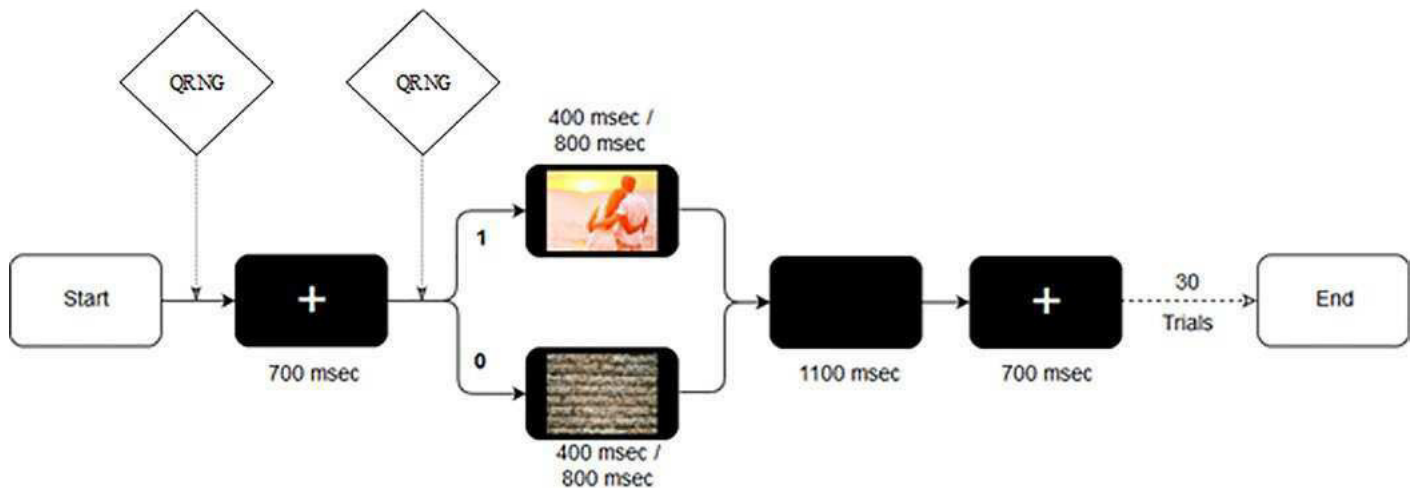 QRNG
QRNG
400 msec /
800 msec
1
Start
+
700 msec
0
400 msec /
800 msec
1100 msec
+
700 msec
30
Trials
End